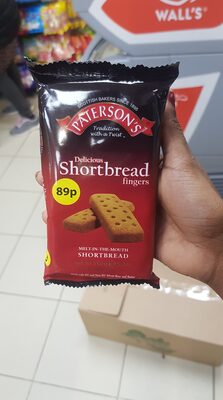 WALL'S
SCOTTISH BAKERS SINCE 1895
PATERSON'S
Tradition
with a Twist
Delicious
Shortbread
fingers
89p
MELT-IN-THE-MOUTH
SHORTBREAD